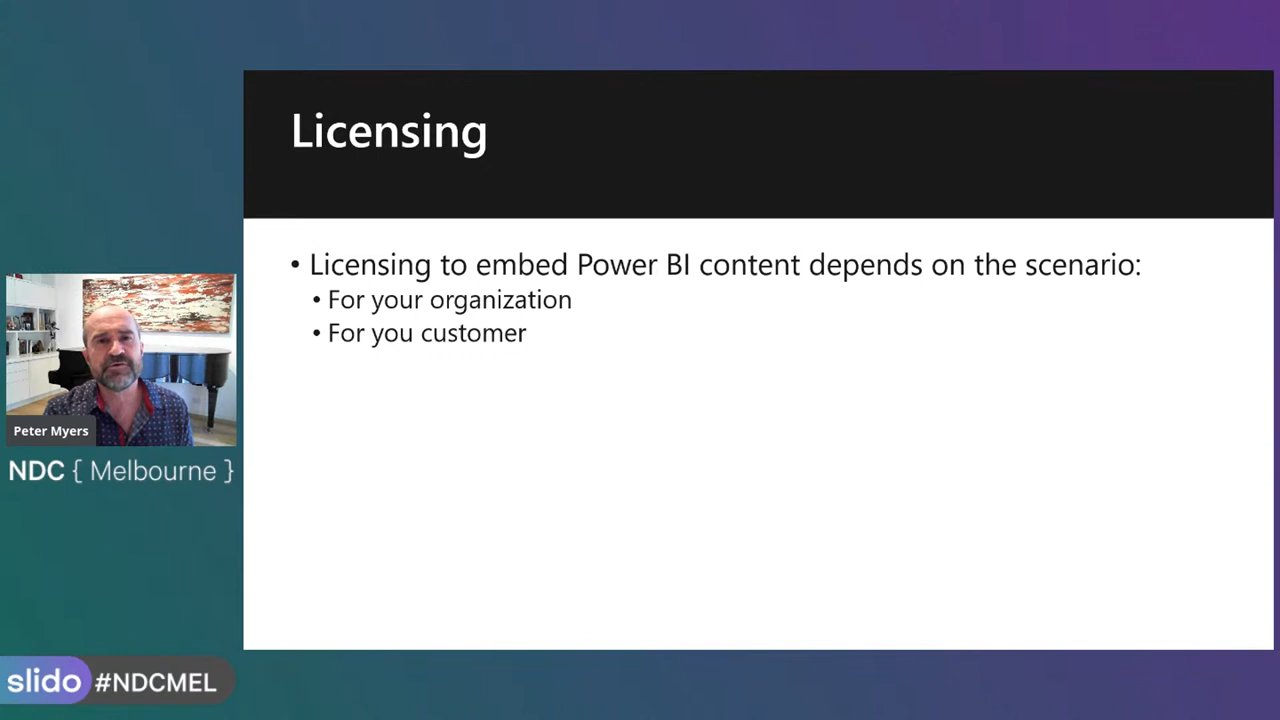 Licensing
• Licensing to embed Power BI content depends on the scenario:
• For your organization
• For you customer
Peter Myers
NDC { Melbourne }
slido #NDCMEL